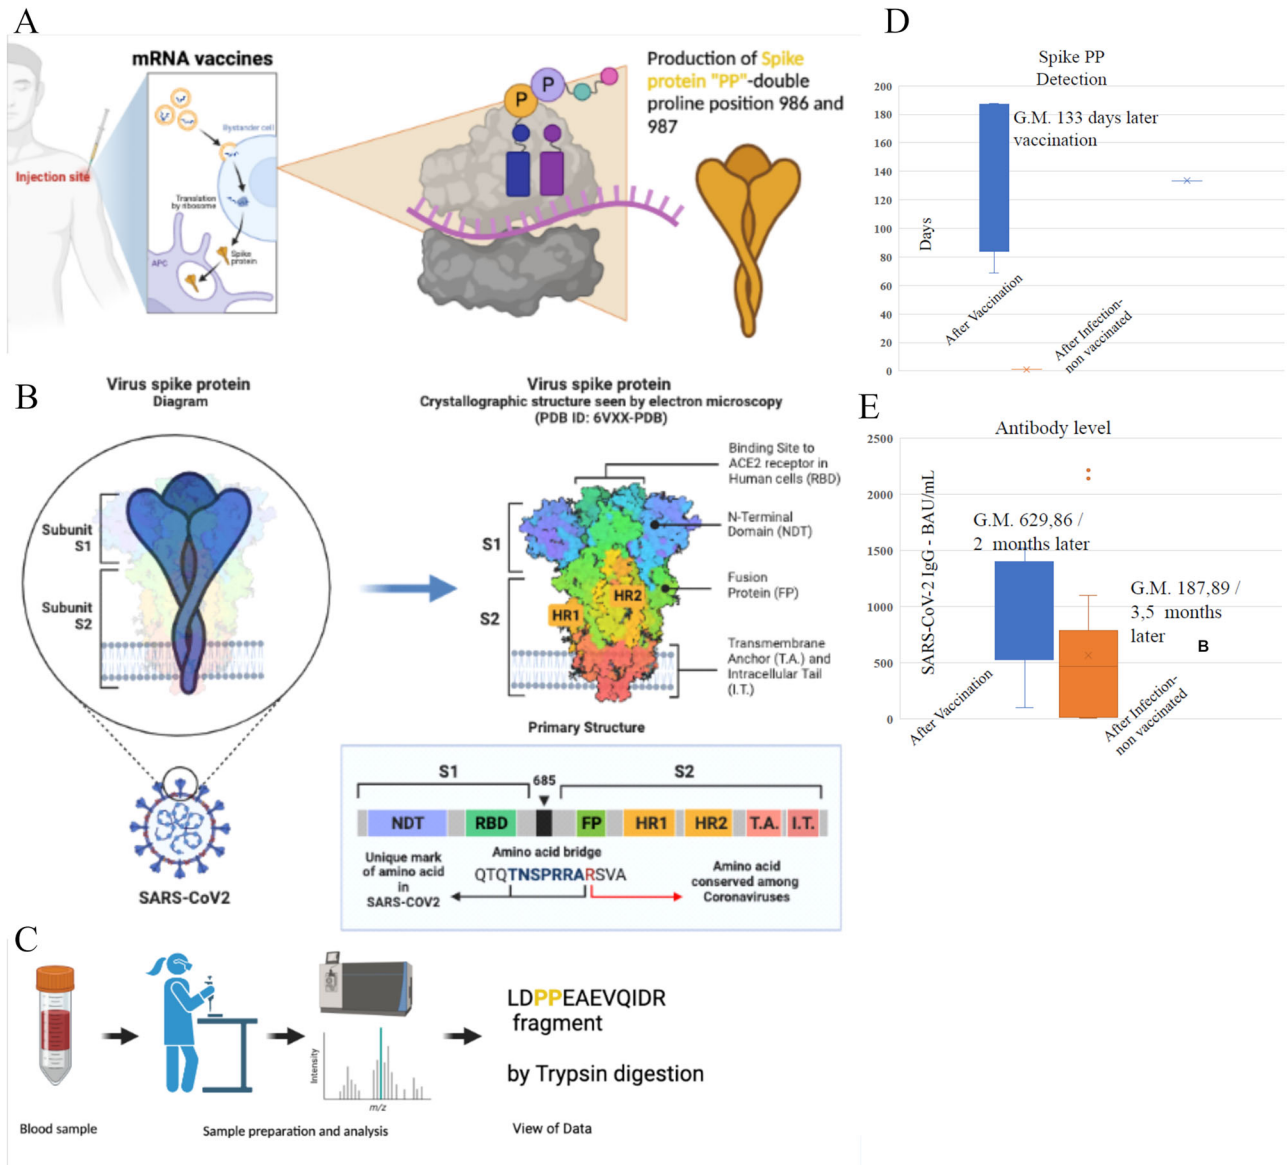 A
mRNA vaccines
Bystander cell
Injection site
Translation
by ribosome
Spike
protein
APC
P
P
Production of Spike
protein "PP"-double
proline position 986 and
987
B
Virus spike protein
Diagram
Subunit
S1
Subunit
S2
SARS-CoV2
Virus spike protein
Crystallographic structure seen by electron microscopy
(PDB ID: 6VXX-PDB)
Binding Site to
ACE2 receptor in
Human cells (RBD)
N-Terminal
Domain (NDT)
Fusion
Protein (FP)
Transmembrane
Anchor (T.A.) and
Intracellular Tail
(I.T.)
S1
S2
HR1
HR2
Primary Structure
S1
685
S2
NDT
RBD
FP
HR1
HR2
T.A.
I.T.
Unique mark
of amino acid
in
SARS-COV2
Amino acid bridge
QTQTNSPRRARSVA
Amino acid
conserved among
Coronaviruses
C
Blood sample
Intensity
m/z
Sample preparation and analysis
LDPPEAEVQIDR
fragment
by Trypsin digestion
View of Data
D
Spike PP
Detection
200
180
160
140
120
100
80
60
40
20
0
Days
G.M. 133 days later
vaccination
After Vaccination
After Infection-
non vaccinated
E
Antibody level
2500
2000
1500
1000
500
0
SARS-CoV-2 IgG - BAU/mL
G.M. 629,86 /
2 months later
G.M. 187,89 /
3,5 months
later
B
After Vaccination
After Infection-
non vaccinated